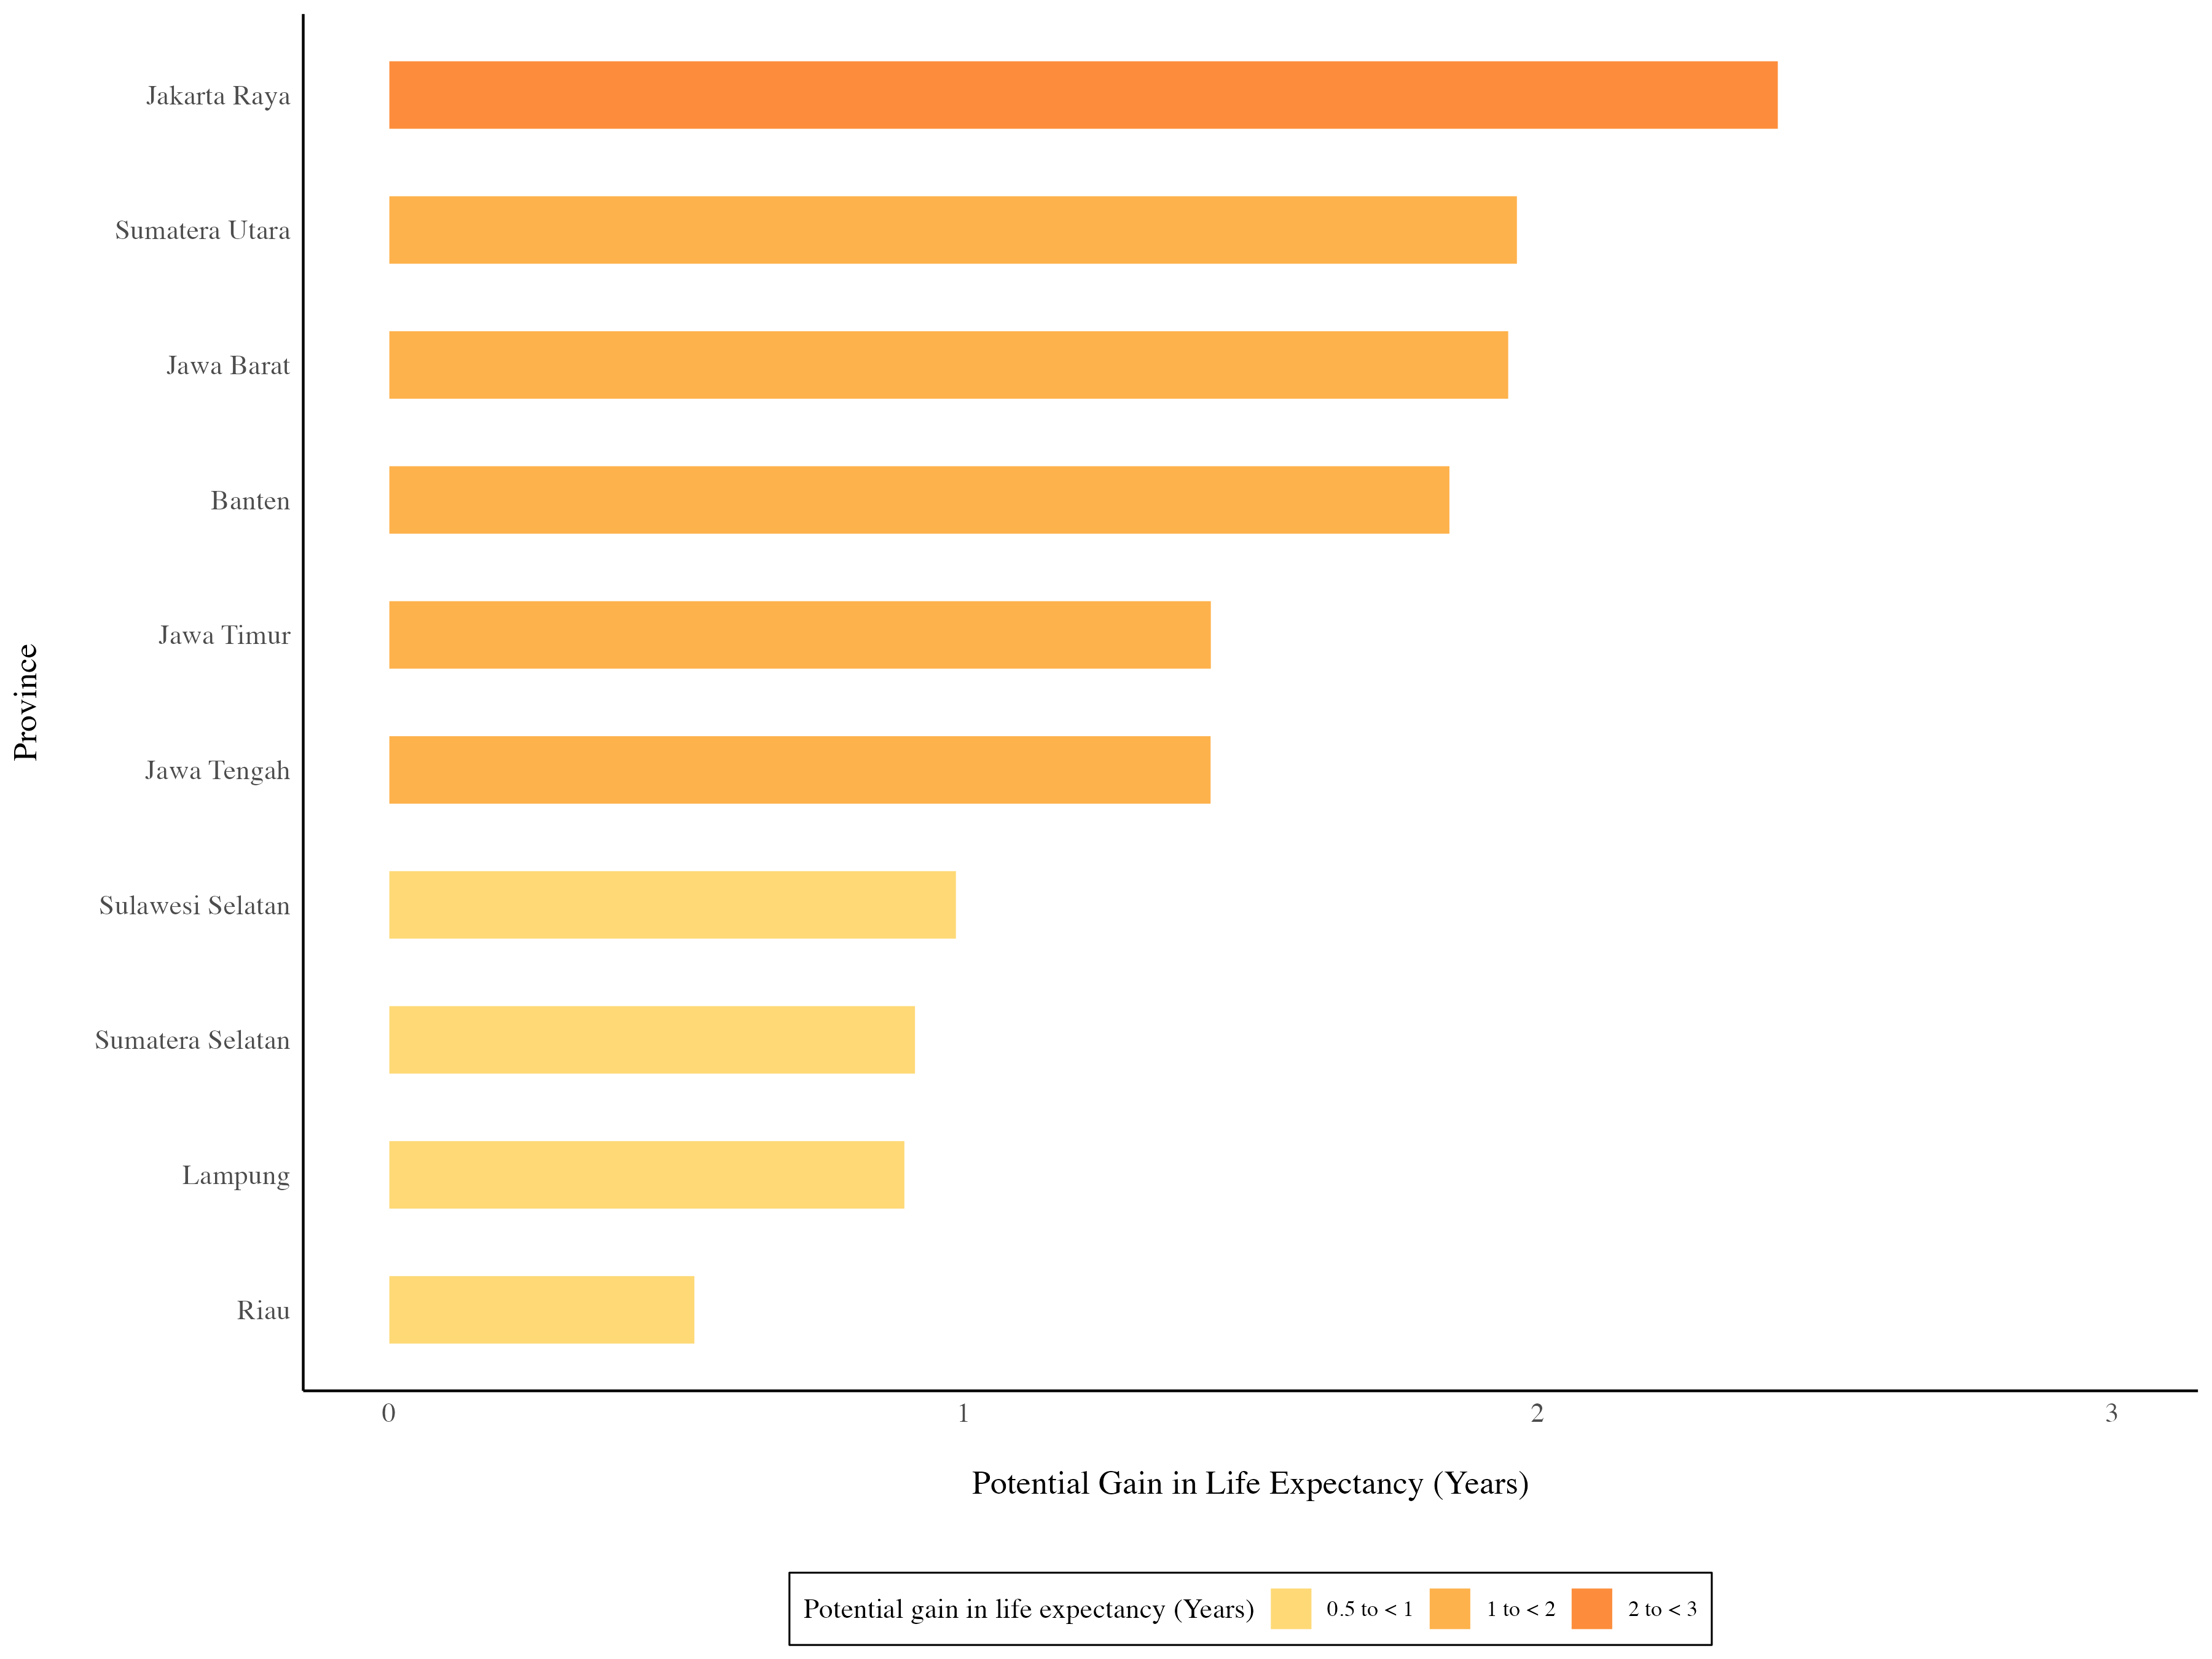 Jakarta Raya
Sumatera Utara
Jawa Barat
Banten
Jawa Timur
Jawa Tengah
Sulawesi Selatan
Sumatera Selatan
Lampung
Riau
Province
0 1 2 3
Potential Gain in Life Expectancy (Years)
Potential gain in life expectancy (Years) 0.5 to < 1 1 to < 2 2 to < 3